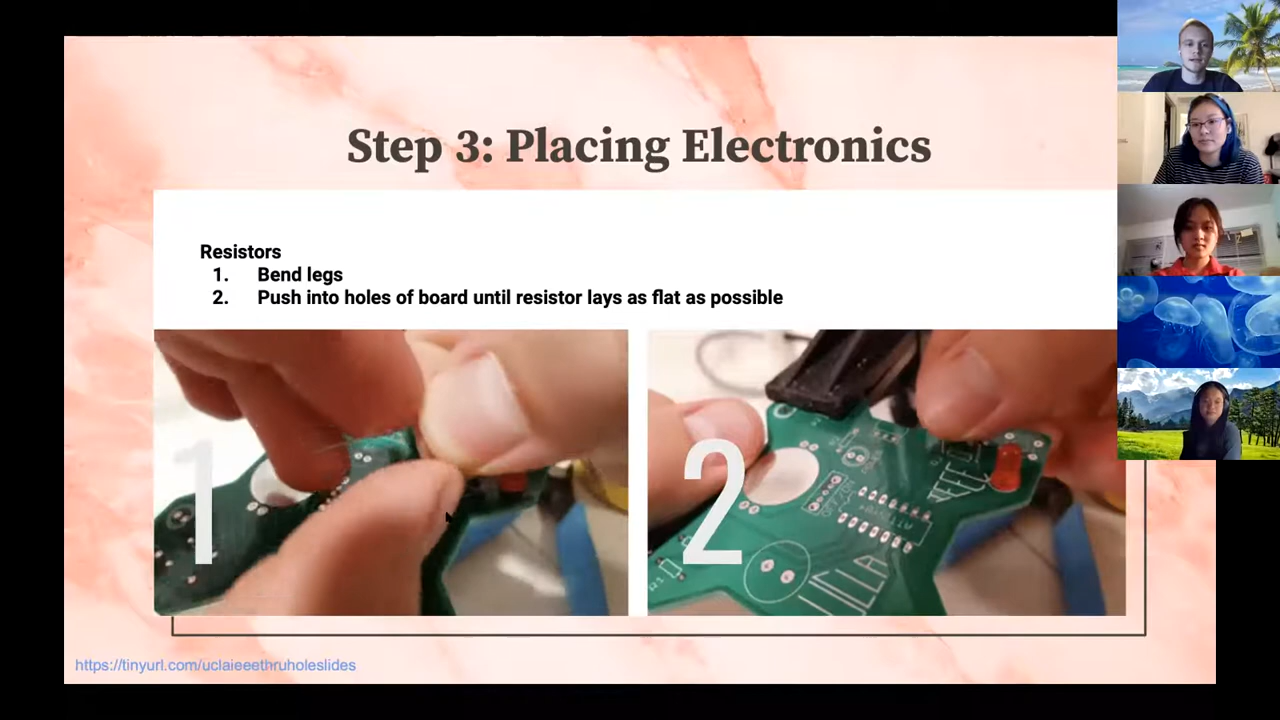 Step 3: Placing Electronics
Resistors
1. Bend legs
2. Push into holes of board until resistor lays as flat as possible
1
2
UCLA
https://tinyurl.com/uclaieeethruholeslides